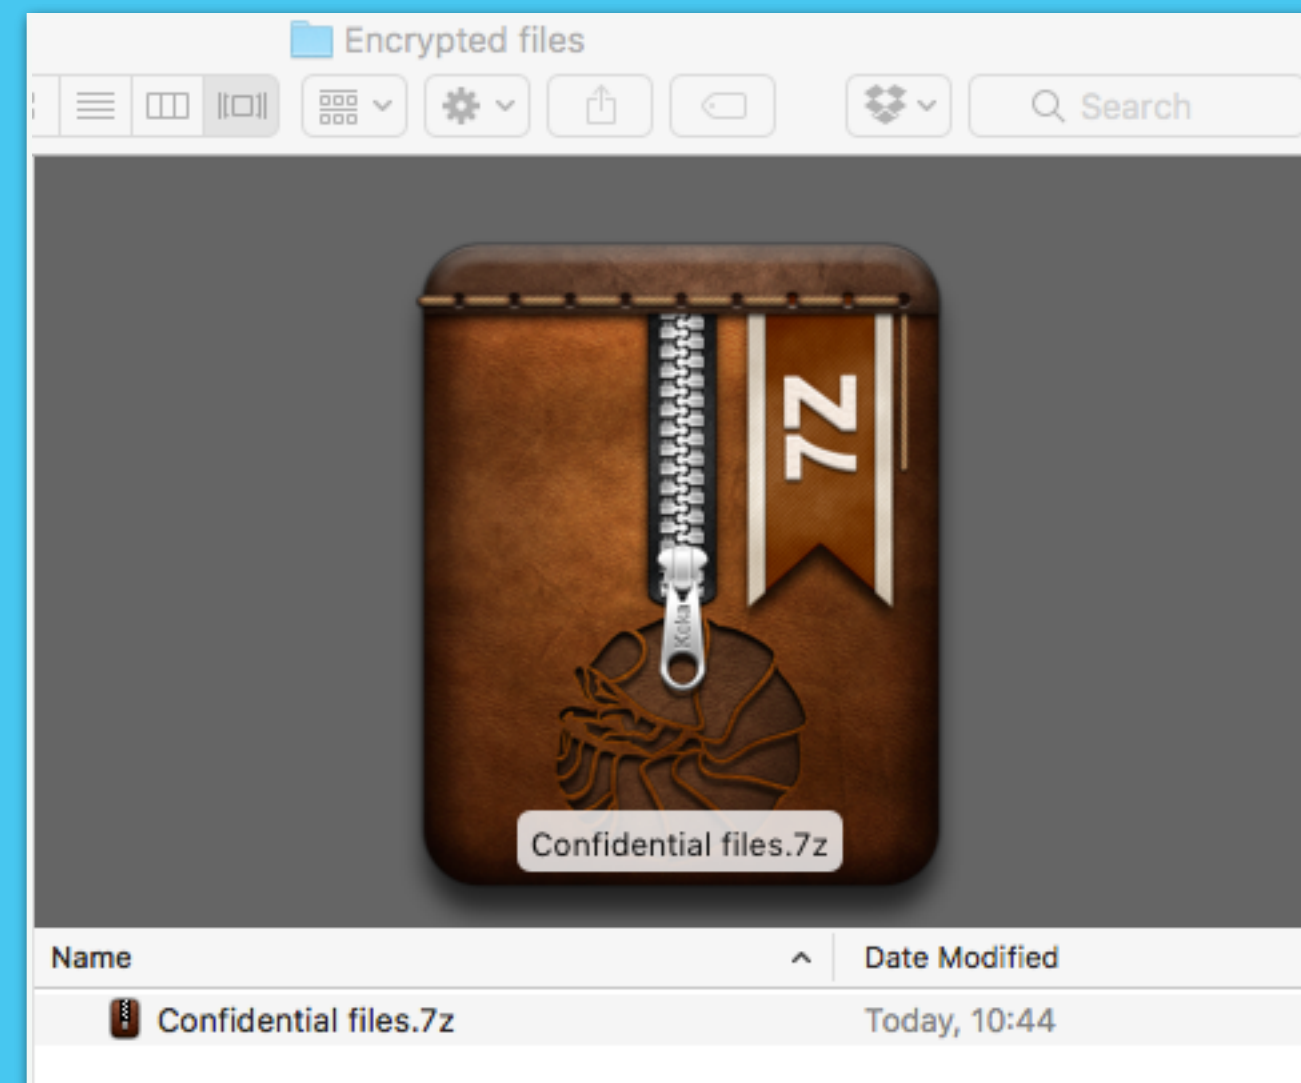 Encrypted files
Search
7Z
Keka
Confidential files.7z
Name
Date Modified
Confidential files.7z
Today, 10:44